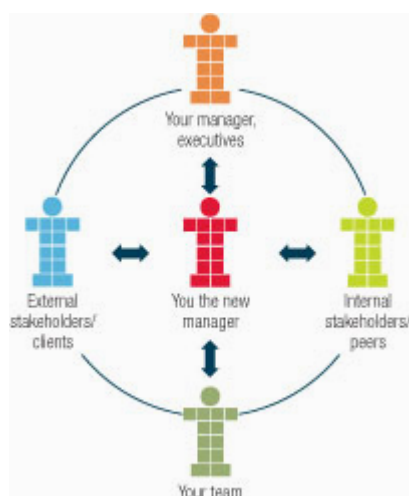 Your manager,
executives
External
stakeholders/
clients
You the new
manager
Internal
stakeholders/
peers
Your team